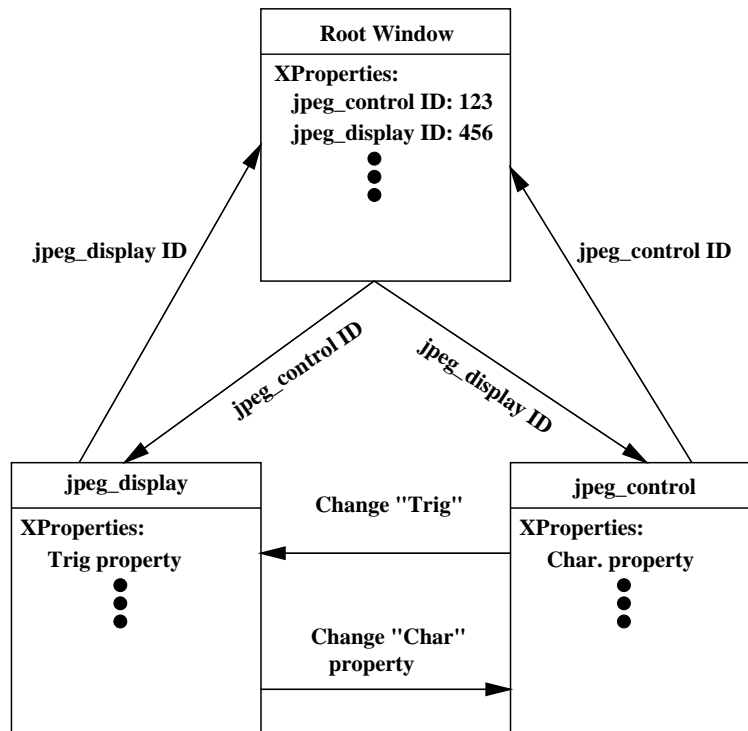 Root Window
XProperties:
jpeg_control ID: 123
jpeg_display ID: 456
jpeg_display ID
jpeg_control ID
jpeg_control ID
jpeg_display ID
jpeg_display
XProperties:
Trig property
Change "Trig"
Change "Char"
property
jpeg_control
XProperties:
Char. property